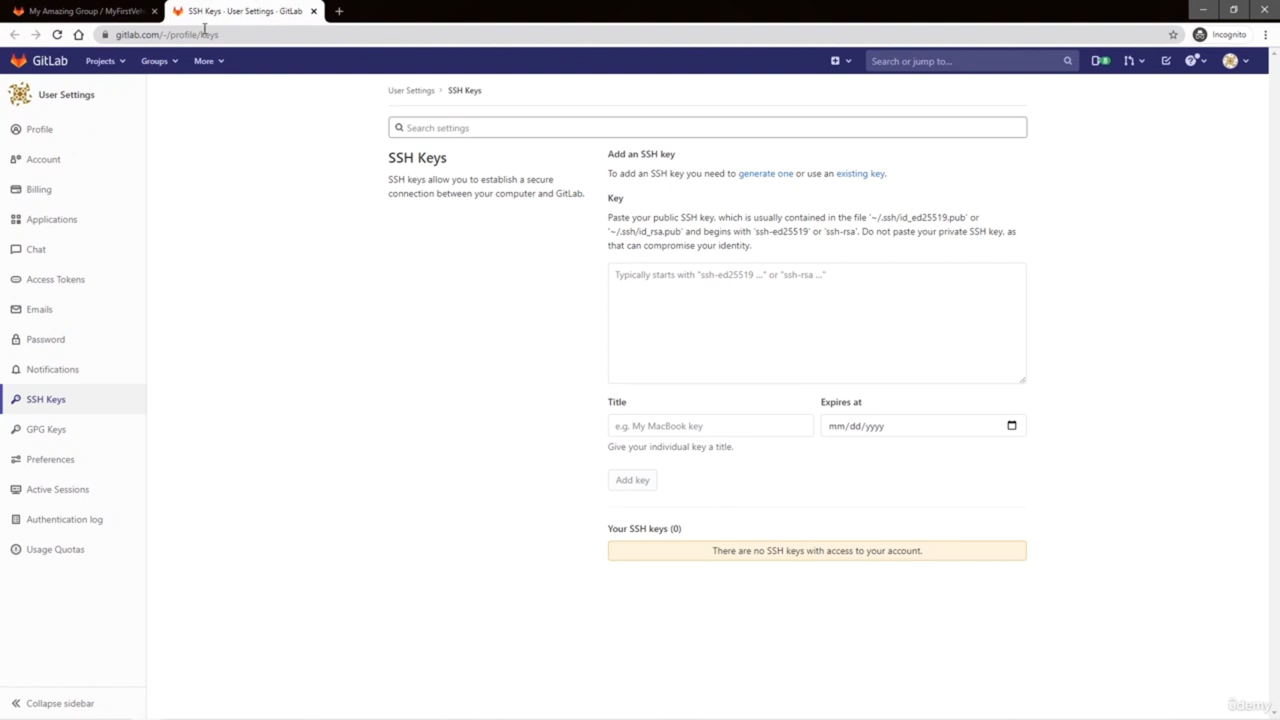 My Amazing Group / MyFirstVel
SSH Keys · User Settings · GitLab
gitlab.com/-/profile/keys
Incognito
GitLab
Projects
Groups
More
Search or jump to...
8
User Settings
Profile
Account
Billing
Applications
Chat
Access Tokens
Emails
Password
Notifications
SSH Keys
GPG Keys
Preferences
Active Sessions
Authentication log
Usage Quotas
Collapse sidebar
User Settings > SSH Keys
Search settings
SSH Keys
SSH keys allow you to establish a secure
connection between your computer and GitLab.
Add an SSH key
To add an SSH key you need to generate one or use an existing key.
Key
Paste your public SSH key, which is usually contained in the file '~/.ssh/id_ed25519.pub' or
'~/.ssh/id_rsa.pub' and begins with 'ssh-ed25519' or 'ssh-rsa'. Do not paste your private SSH key, as
that can compromise your identity.
Typically starts with "ssh-ed25519 ..." or "ssh-rsa ..."
Title
Expires at
e.g. My MacBook key
mm/dd/yyyy
Give your individual key a title.
Add key
Your SSH keys (0)
There are no SSH keys with access to your account.
ûdemy